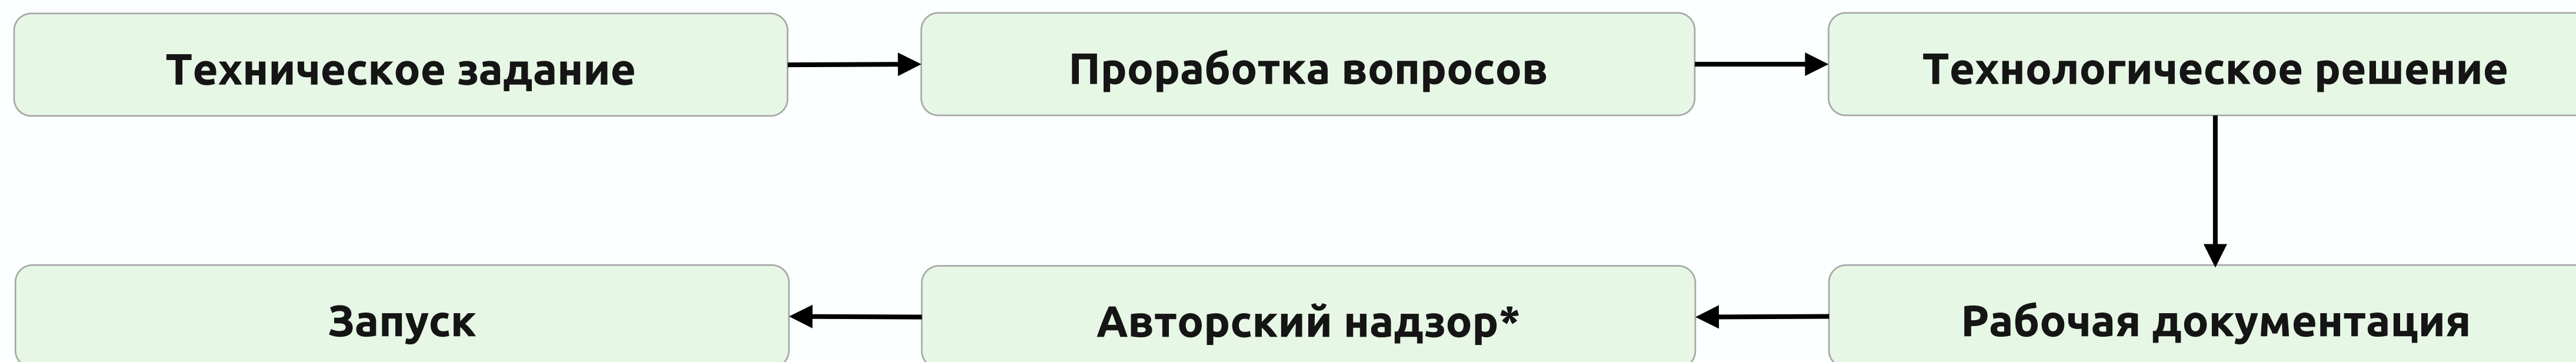 Техническое задание
Проработка вопросов
Технологическое решение
Рабочая документация
Авторский надзор*
Запуск